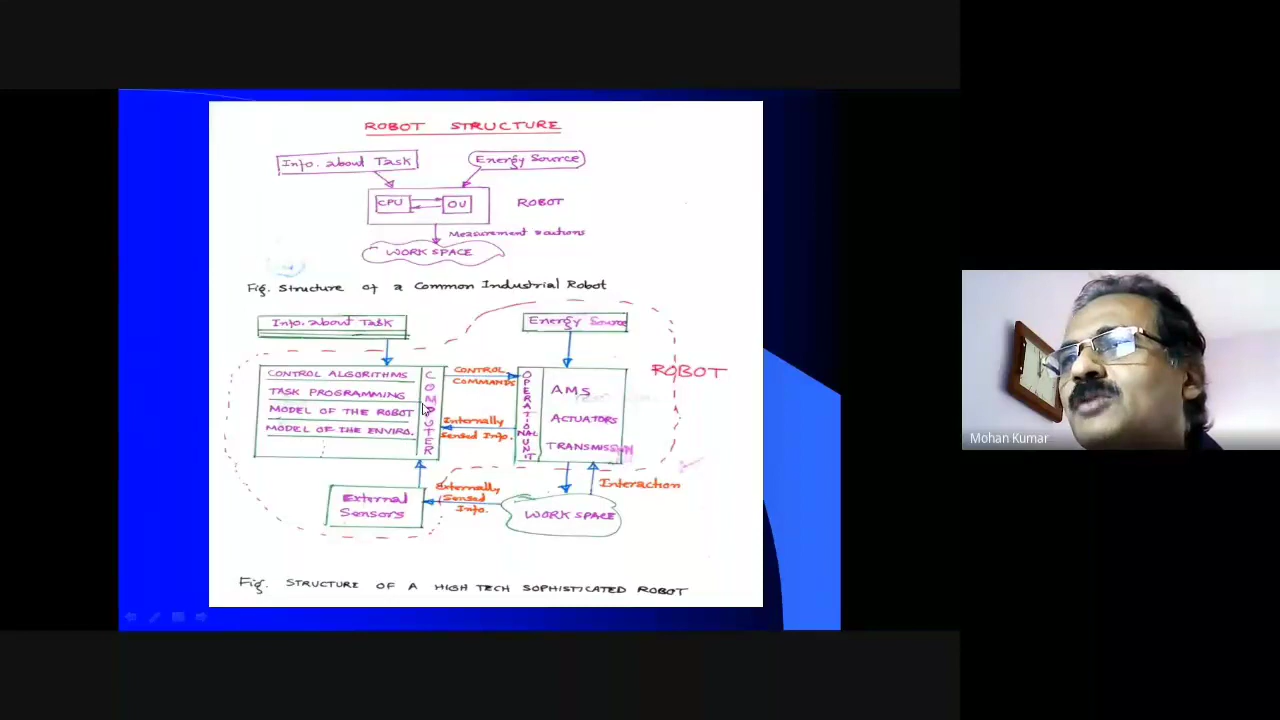 ROBOT STRUCTURE
Info. about Task
Energy Source
CPU
OU
ROBOT
Measurement & actions
WORK SPACE
Fig. Structure of a Common Industrial Robot
Info. about Task
Energy Source
ROBOT
CONTROL ALGORITHMS
TASK PROGRAMMING
MODEL OF THE ROBOT
MODEL OF THE ENVIRO.
COMPUTER
CONTROL
COMMANDS
Internally
Sensed Info.
OPERATIONAL UNIT
AMS
ACTUATORS
TRANSMISSION
External
Sensors
Externally
Sensed
Info.
WORK SPACE
Interaction
Fig. STRUCTURE OF A HIGH TECH SOPHISTICATED ROBOT
Mohan Kumar